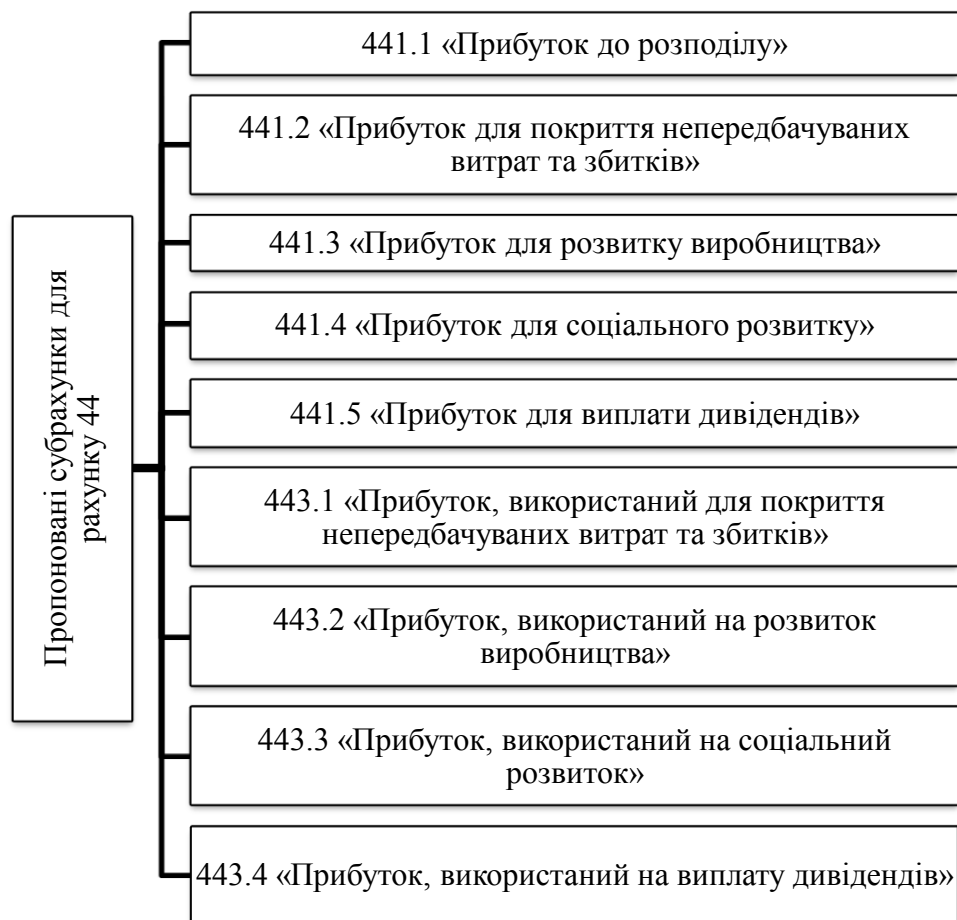 Пропоновані субрахунки для
рахунку 44
441.1 «Прибуток до розподілу»
441.2 «Прибуток для покриття непередбачуваних
витрат та збитків»
441.3 «Прибуток для розвитку виробництва»
441.4 «Прибуток для соціального розвитку»
441.5 «Прибуток для виплати дивідендів»
443.1 «Прибуток, використаний для покриття
непередбачуваних витрат та збитків»
443.2 «Прибуток, використаний на розвиток
виробництва»
443.3 «Прибуток, використаний на соціальний
розвиток»
443.4 «Прибуток, використаний на виплату дивідендів»